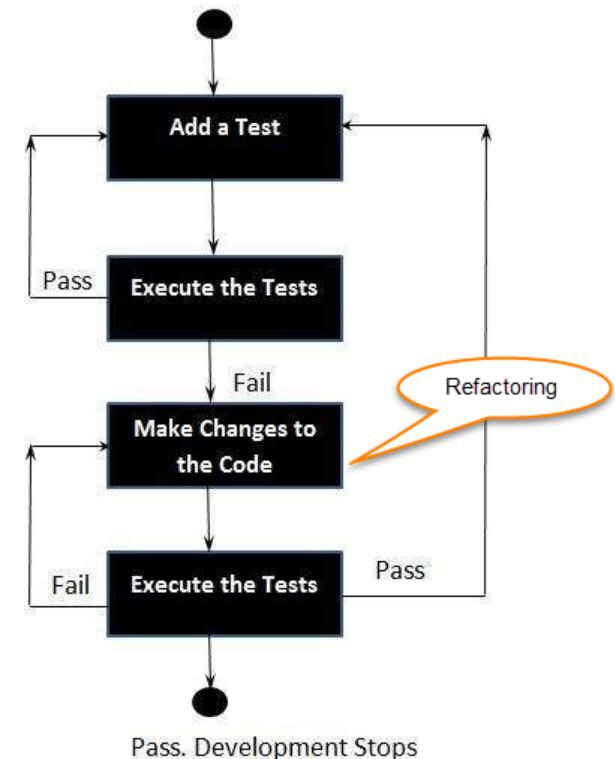 Add a Test
Pass
Execute the Tests
Fail
Refactoring
Make Changes to
the Code
Fail
Execute the Tests
Pass
Pass. Development Stops